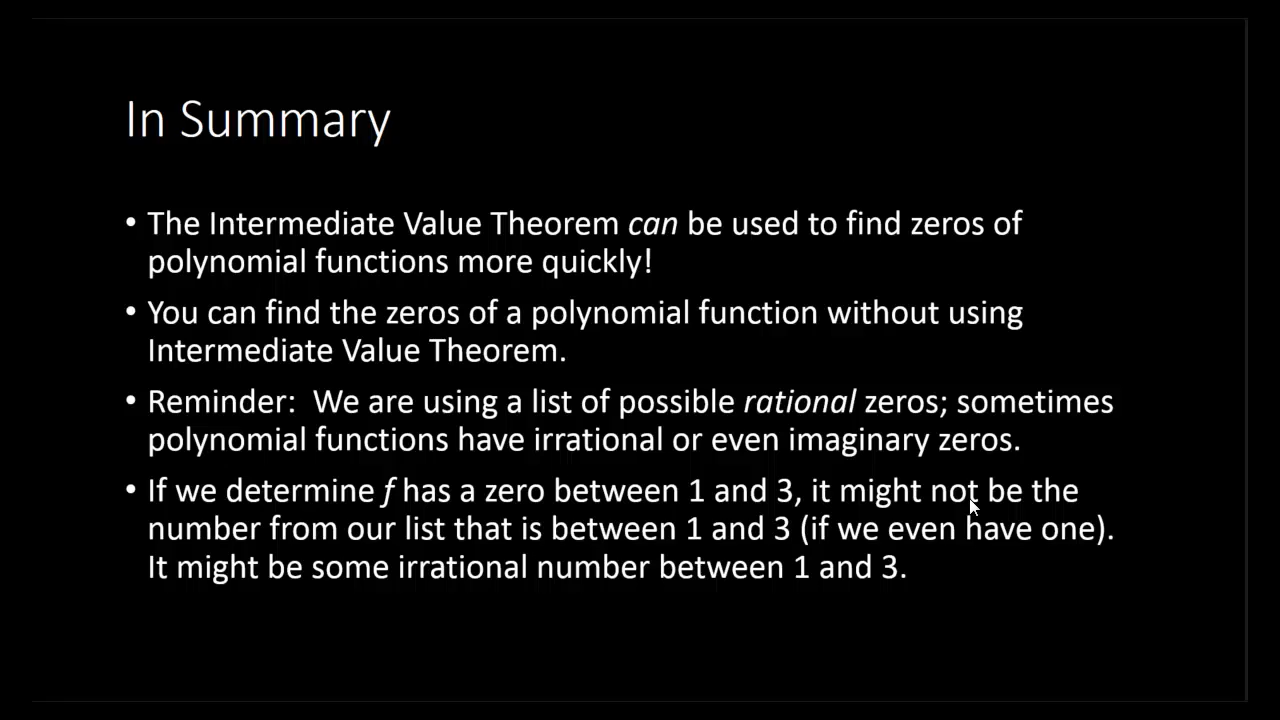 In Summary
• The Intermediate Value Theorem can be used to find zeros of
polynomial functions more quickly!
• You can find the zeros of a polynomial function without using
Intermediate Value Theorem.
• Reminder:  We are using a list of possible rational zeros; sometimes
polynomial functions have irrational or even imaginary zeros.
• If we determine f has a zero between 1 and 3, it might not be the
number from our list that is between 1 and 3 (if we even have one).
It might be some irrational number between 1 and 3.